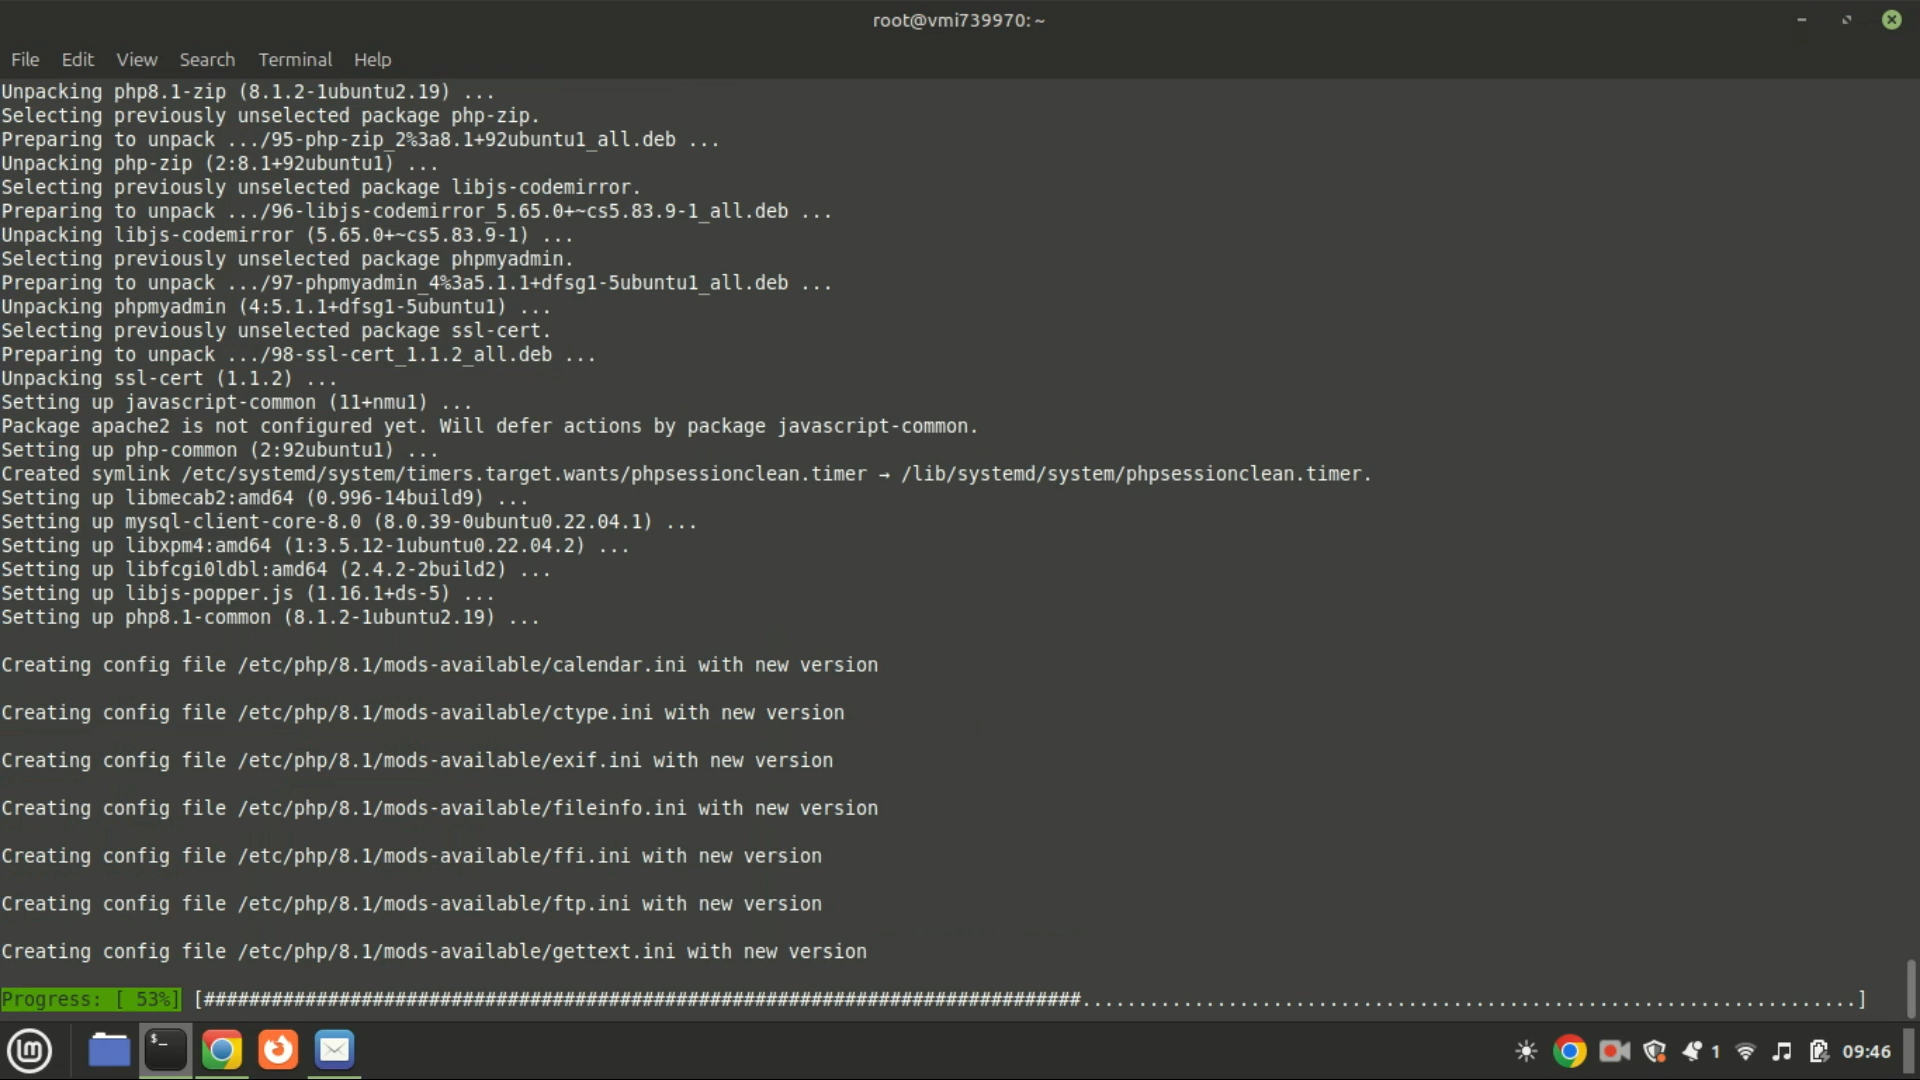 root@vmi739970: ~
File Edit View Search Terminal Help
Unpacking php8.1-zip (8.1.2-1ubuntu2.19) ...
Selecting previously unselected package php-zip.
Preparing to unpack .../95-php-zip_2%3a8.1+92ubuntu1_all.deb ...
Unpacking php-zip (2:8.1+92ubuntu1) ...
Selecting previously unselected package libjs-codemirror.
Preparing to unpack .../96-libjs-codemirror_5.65.0+~cs5.83.9-1_all.deb ...
Unpacking libjs-codemirror (5.65.0+~cs5.83.9-1) ...
Selecting previously unselected package phpmyadmin.
Preparing to unpack .../97-phpmyadmin_4%3a5.1.1+dfsg1-5ubuntu1_all.deb ...
Unpacking phpmyadmin (4:5.1.1+dfsg1-5ubuntu1) ...
Selecting previously unselected package ssl-cert.
Preparing to unpack .../98-ssl-cert_1.1.2_all.deb ...
Unpacking ssl-cert (1.1.2) ...
Setting up javascript-common (11+nmu1) ...
Package apache2 is not configured yet. Will defer actions by package javascript-common.
Setting up php-common (2:92ubuntu1) ...
Created symlink /etc/systemd/system/timers.target.wants/phpsessionclean.timer → /lib/systemd/system/phpsessionclean.timer.
Setting up libmecab2:amd64 (0.996-14build9) ...
Setting up mysql-client-core-8.0 (8.0.39-0ubuntu0.22.04.1) ...
Setting up libxpm4:amd64 (1:3.5.12-1ubuntu0.22.04.2) ...
Setting up libfcgi0ldbl:amd64 (2.4.2-2build2) ...
Setting up libjs-popper.js (1.16.1+ds-5) ...
Setting up php8.1-common (8.1.2-1ubuntu2.19) ...
Creating config file /etc/php/8.1/mods-available/calendar.ini with new version
Creating config file /etc/php/8.1/mods-available/ctype.ini with new version
Creating config file /etc/php/8.1/mods-available/exif.ini with new version
Creating config file /etc/php/8.1/mods-available/fileinfo.ini with new version
Creating config file /etc/php/8.1/mods-available/ffi.ini with new version
Creating config file /etc/php/8.1/mods-available/ftp.ini with new version
Creating config file /etc/php/8.1/mods-available/gettext.ini with new version
Progress: [ 53%] [##############################################################################.....................................................................]
1 09:46